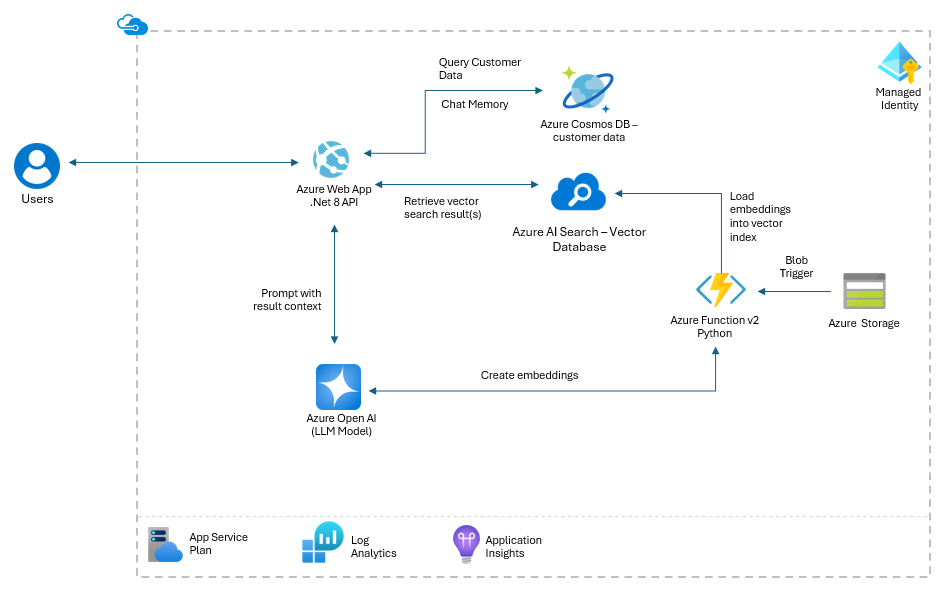 Query Customer
Data
Chat Memory
Azure Cosmos DB –
customer data
Managed
Identity
Users
Azure Web App
.Net 8 API
Retrieve vector
search result(s)
Azure AI Search – Vector
Database
Load
embeddings
into vector
index
Blob
Trigger
Prompt with
result context
Azure Function v2
Python
Azure Storage
Create embeddings
Azure Open AI
(LLM Model)
App Service
Plan
Log
Analytics
Application
Insights